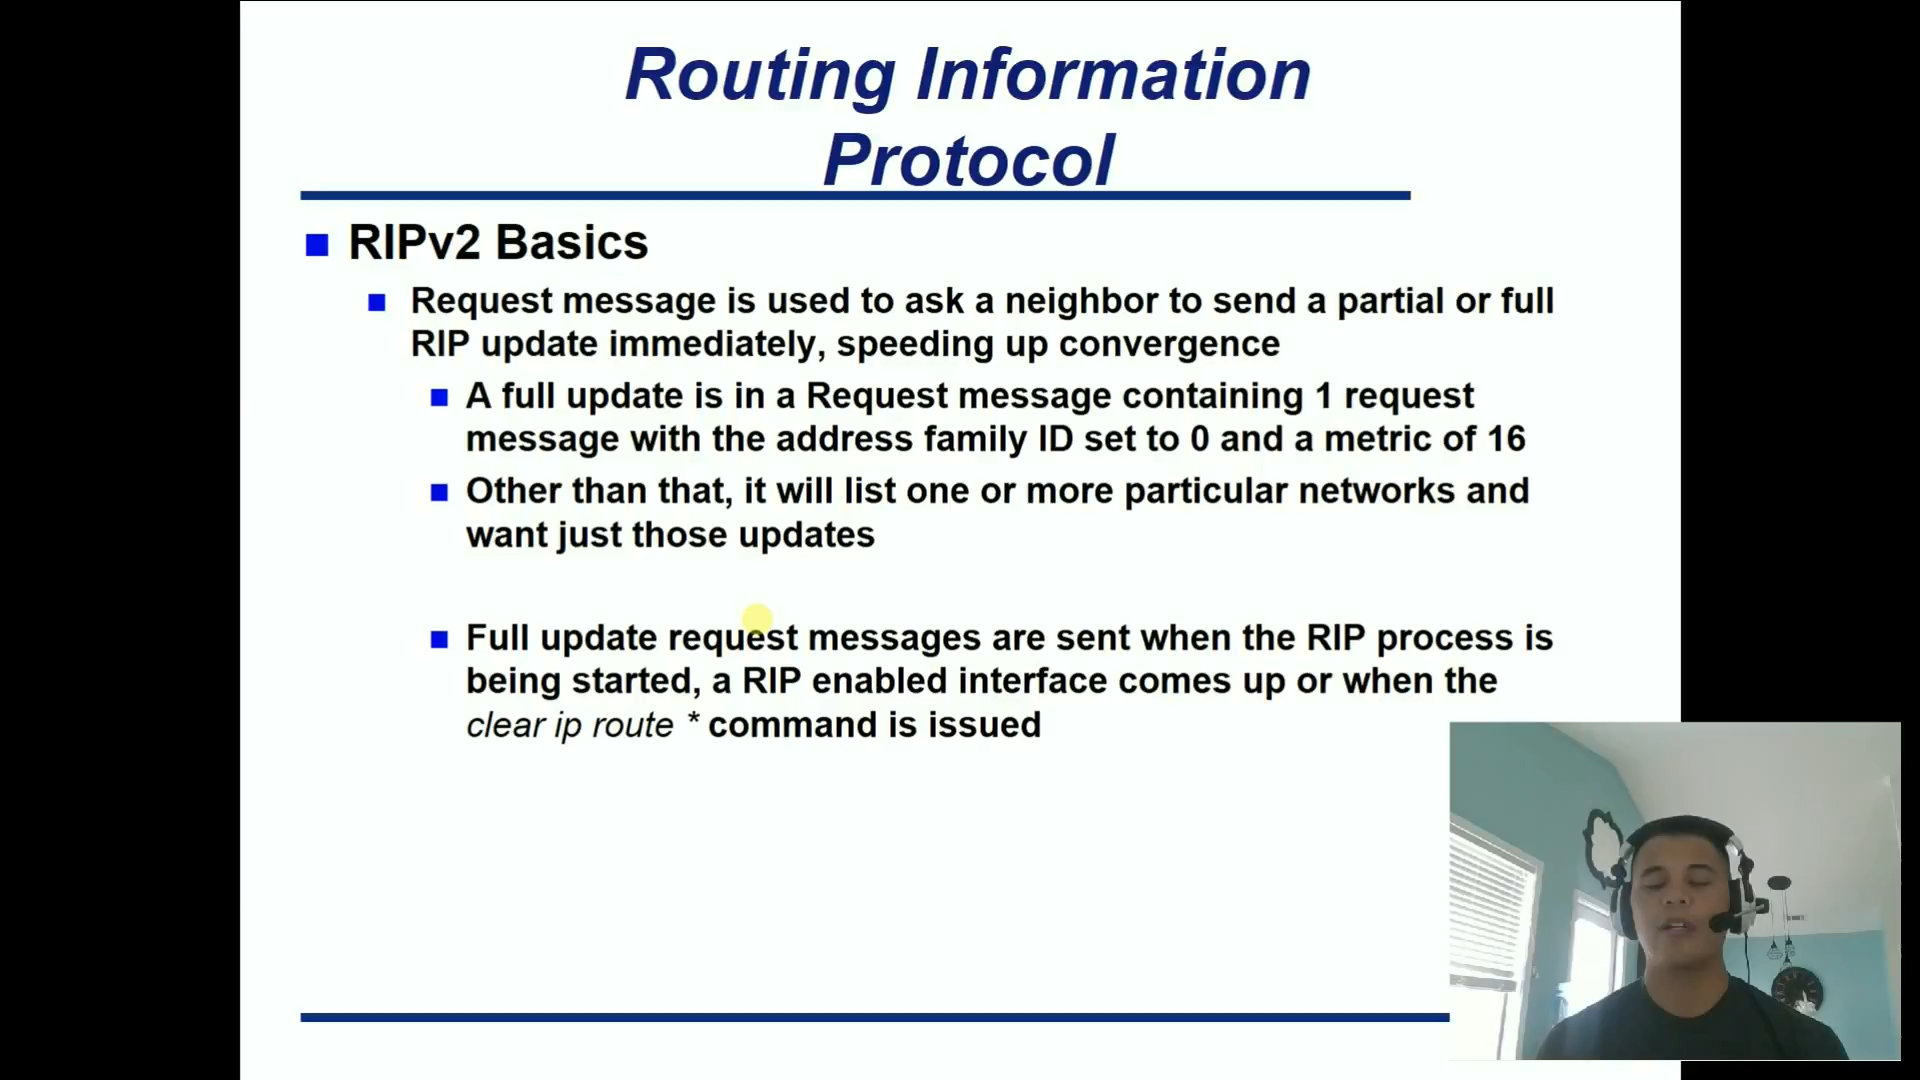 Routing Information
Protocol
RIPv2 Basics
Request message is used to ask a neighbor to send a partial or full
RIP update immediately, speeding up convergence
A full update is in a Request message containing 1 request
message with the address family ID set to 0 and a metric of 16
Other than that, it will list one or more particular networks and
want just those updates
Full update request messages are sent when the RIP process is
being started, a RIP enabled interface comes up or when the
clear ip route * command is issued